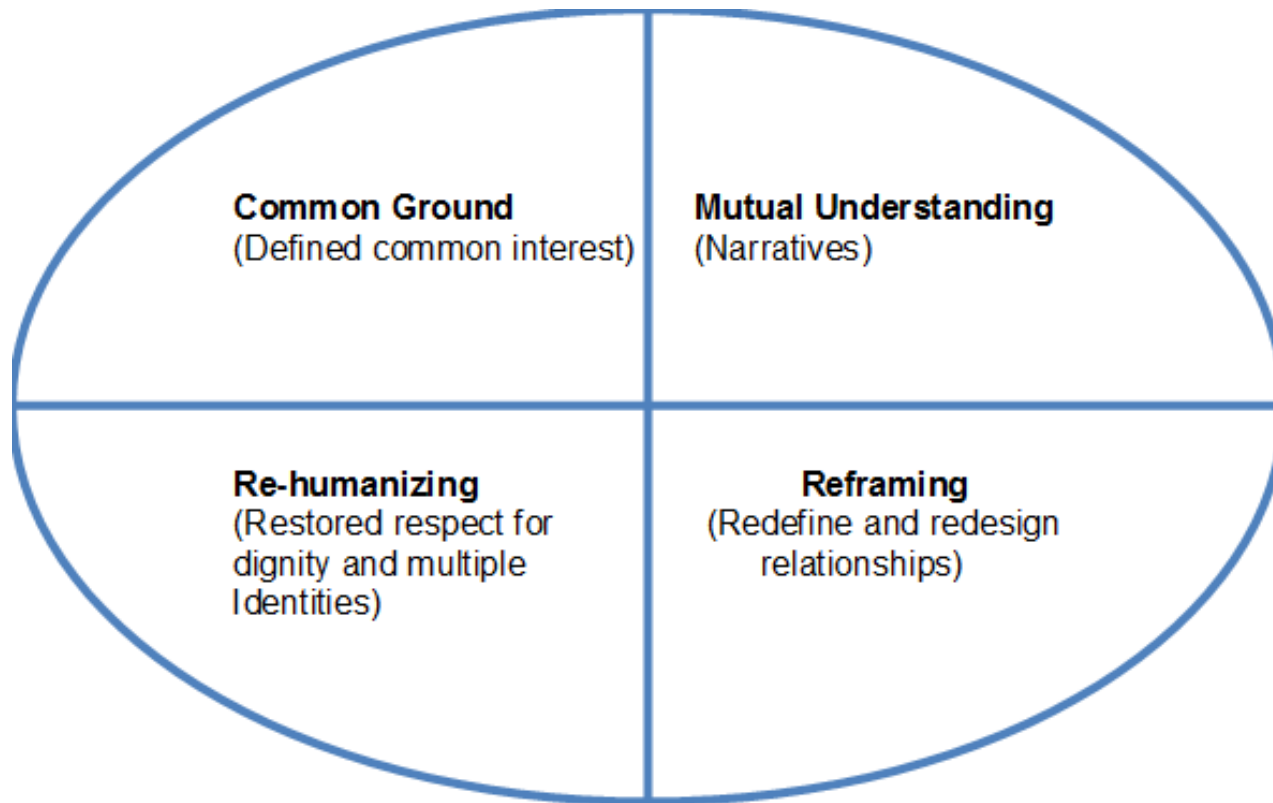 Common Ground
(Defined common interest)
Mutual Understanding
(Narratives)
Re-humanizing
(Restored respect for
dignity and multiple
Identities)
Reframing
(Redefine and redesign
relationships)